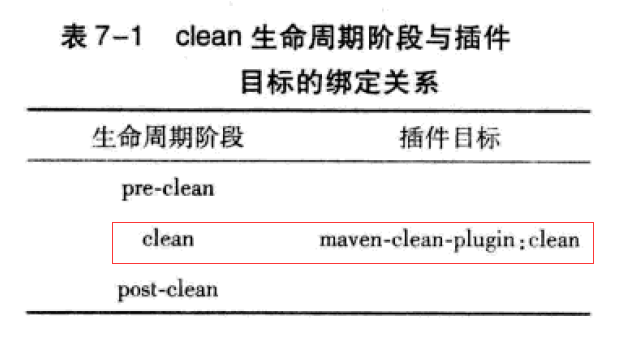 表 7-1 clean 生命周期阶段与插件
目标的绑定关系
生命周期阶段 插件目标
pre-clean
clean maven-clean-plugin:clean
post-clean